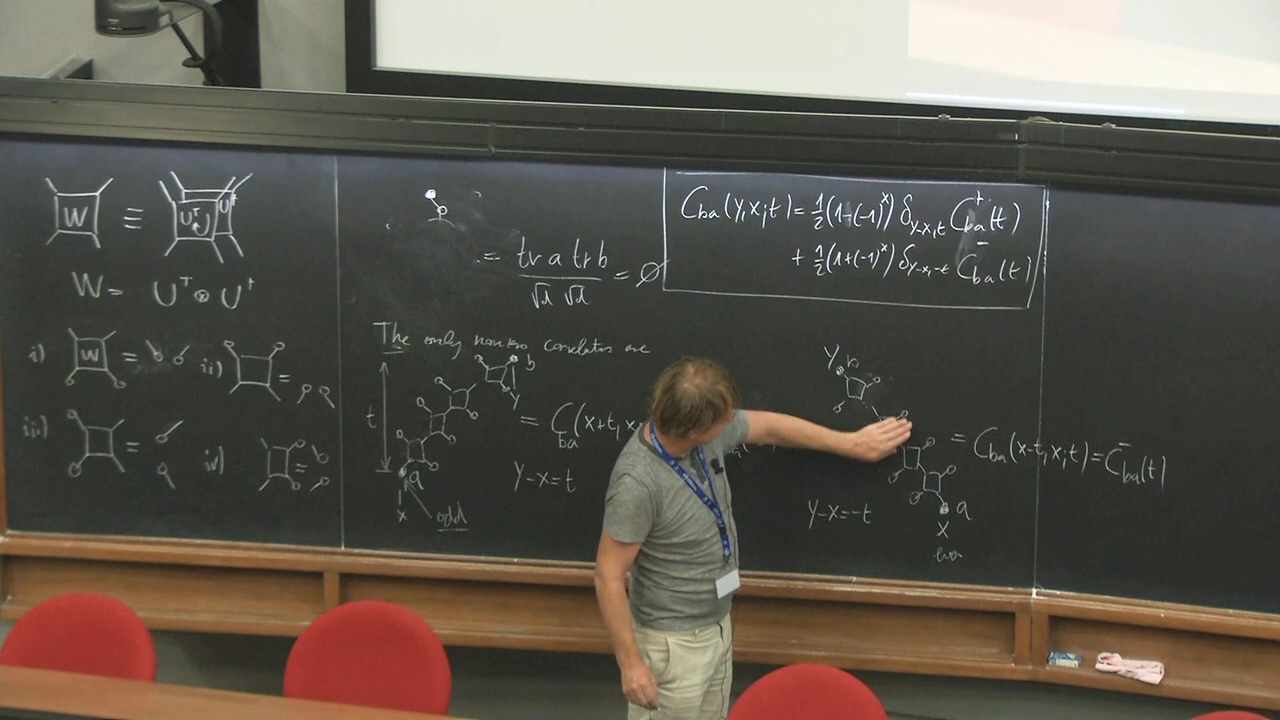 W ≡ U^T U U^†
W = U^T ⊗ U^†
i) W =
ii) =
iii) =
iv) =
= tr a tr b / √d √d = ∅
The only nonzero correlators are
b
y
t
a
x
odd
= C_ba(x+t, x
y-x=t
C_ba(y,x;t) = 1/2(1-(-1)^x) δ_{y-x,t} C^+_ba(t)
+ 1/2(1+(-1)^x) δ_{y-x,-t} C^-_ba(t)
y b
= C_ba(x-t,x;t) = C^-_ba(t)
y-x=-t
a
x